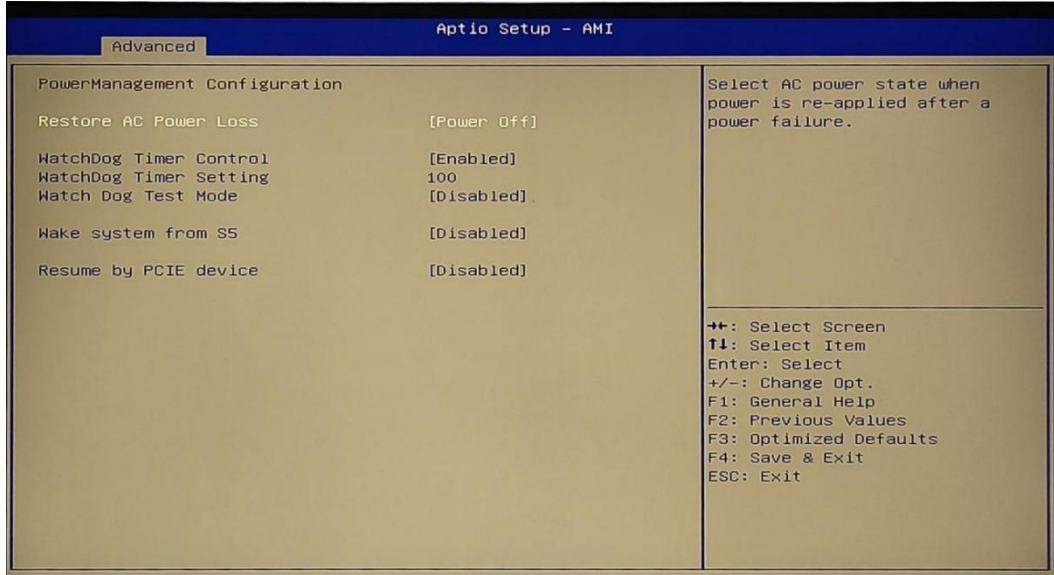 Aptio Setup - AMI
Advanced
PowerManagement Configuration
Restore AC Power Loss [Power Off]
WatchDog Timer Control [Enabled]
WatchDog Timer Setting 100
Watch Dog Test Mode [Disabled]
Wake system from S5 [Disabled]
Resume by PCIE device [Disabled]
Select AC power state when
power is re-applied after a
power failure.
→←: Select Screen
↑↓: Select Item
Enter: Select
+/-: Change Opt.
F1: General Help
F2: Previous Values
F3: Optimized Defaults
F4: Save & Exit
ESC: Exit